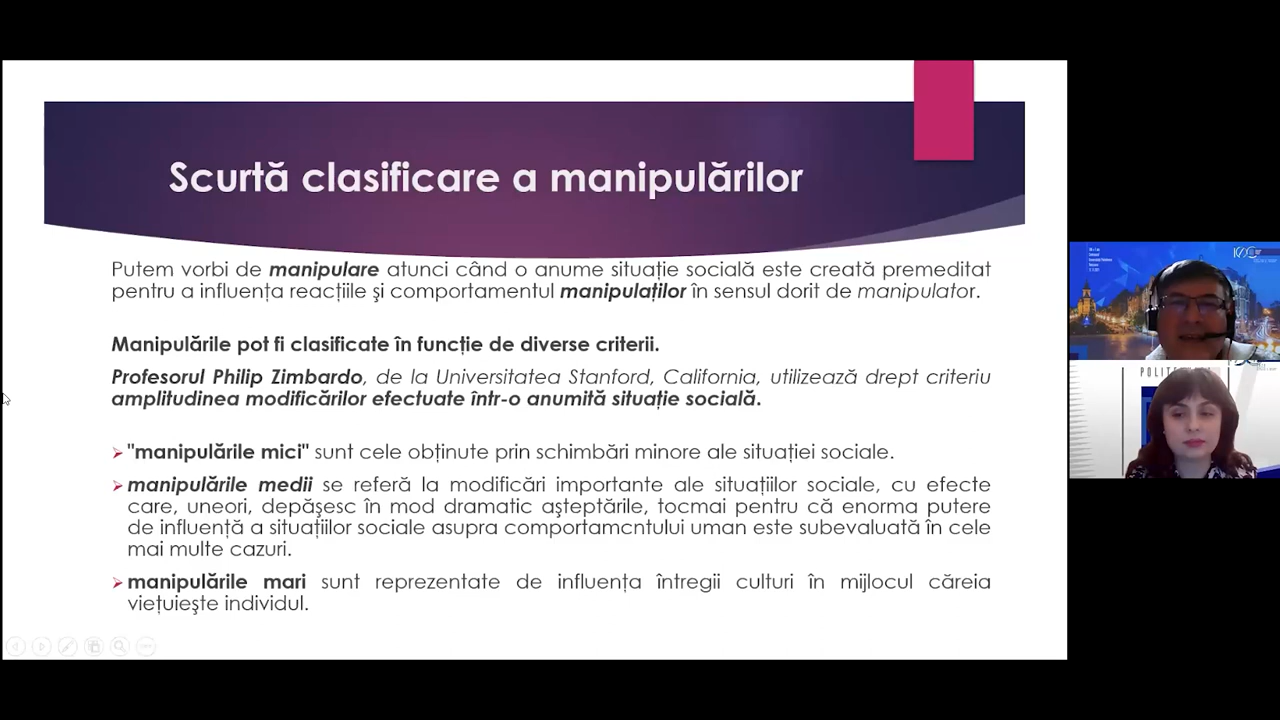 Scurtă clasificare a manipulărilor
Putem vorbi de manipulare atunci când o anume situație socială este creată premeditat
pentru a influența reacțiile şi comportamentul manipulaților în sensul dorit de manipulator.
Manipulările pot fi clasificate în funcție de diverse criterii.
Profesorul Philip Zimbardo, de la Universitatea Stanford, California, utilizează drept criteriu
amplitudinea modificărilor efectuate într-o anumită situație socială.
"manipulările mici" sunt cele obținute prin schimbări minore ale situației sociale.
manipulările medii se referă la modificări importante ale situațiilor sociale, cu efecte
care, uneori, depăşesc în mod dramatic aşteptările, tocmai pentru că enorma putere
de influență a situațiilor sociale asupra comportamcntului uman este subevaluată în cele
mai multe cazuri.
manipulările mari sunt reprezentate de influența întregii culturi în mijlocul căreia
viețuieşte individul.